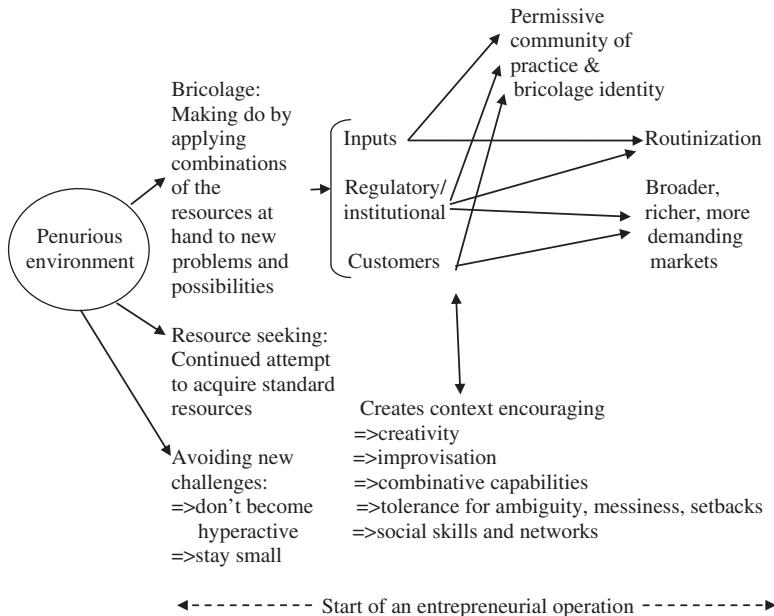 Penurious
environment
Bricolage:
Making do by
applying
combinations
of the
resources at
hand to new
problems and
possibilities
Resource seeking:
Continued attempt
to acquire standard
resources
Avoiding new
challenges:
=>don't become
hyperactive
=>stay small
Inputs
Regulatory/
institutional
Customers
Permissive
community of
practice &
bricolage identity
Routinization
Broader,
richer, more
demanding
markets
Creates context encouraging
=>creativity
=>improvisation
=>combinative capabilities
=>tolerance for ambiguity, messiness, setbacks
=>social skills and networks
Start of an entrepreneurial operation